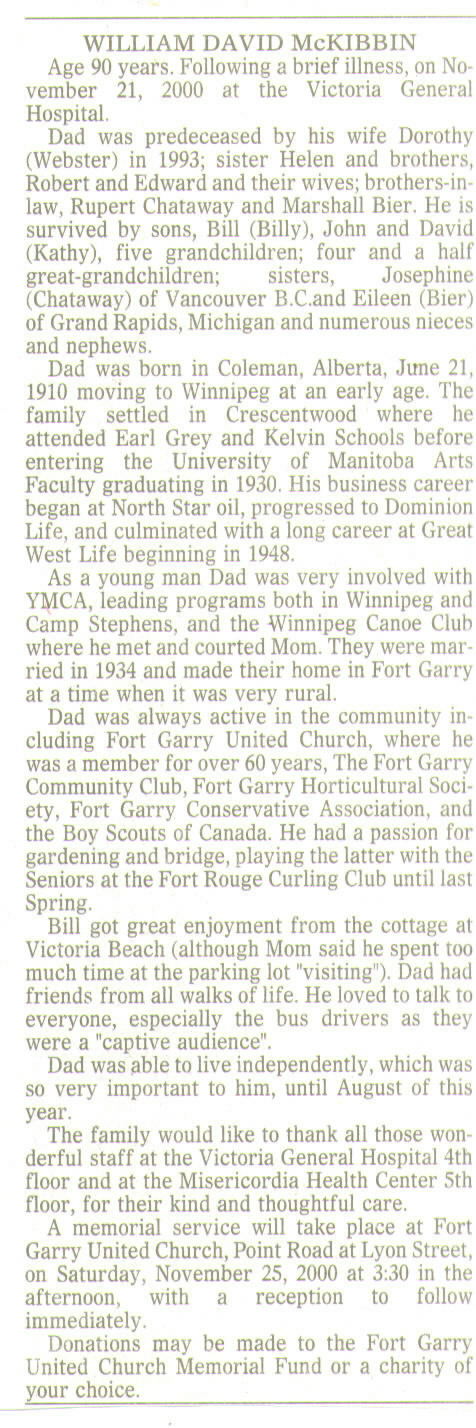 WILLIAM DAVID McKIBBIN
Age 90 years. Following a brief illness, on No-
vember 21, 2000 at the Victoria General
Hospital.
Dad was predeceased by his wife Dorothy
(Webster) in 1993; sister Helen and brothers,
Robert and Edward and their wives; brothers-in-
law, Rupert Chataway and Marshall Bier. He is
survived by sons, Bill (Billy), John and David
(Kathy), five grandchildren; four and a half
great-grandchildren; sisters, Josephine
(Chataway) of Vancouver B.C.and Eileen (Bier)
of Grand Rapids, Michigan and numerous nieces
and nephews.
Dad was born in Coleman, Alberta, June 21,
1910 moving to Winnipeg at an early age. The
family settled in Crescentwood where he
attended Earl Grey and Kelvin Schools before
entering the University of Manitoba Arts
Faculty graduating in 1930. His business career
began at North Star oil, progressed to Dominion
Life, and culminated with a long career at Great
West Life beginning in 1948.
As a young man Dad was very involved with
YMCA, leading programs both in Winnipeg and
Camp Stephens, and the Winnipeg Canoe Club
where he met and courted Mom. They were mar-
ried in 1934 and made their home in Fort Garry
at a time when it was very rural.
Dad was always active in the community in-
cluding Fort Garry United Church, where he
was a member for over 60 years, The Fort Garry
Community Club, Fort Garry Horticultural Soci-
ety, Fort Garry Conservative Association, and
the Boy Scouts of Canada. He had a passion for
gardening and bridge, playing the latter with the
Seniors at the Fort Rouge Curling Club until last
Spring.
Bill got great enjoyment from the cottage at
Victoria Beach (although Mom said he spent too
much time at the parking lot "visiting"). Dad had
friends from all walks of life. He loved to talk to
everyone, especially the bus drivers as they
were a "captive audience".
Dad was able to live independently, which was
so very important to him, until August of this
year.
The family would like to thank all those won-
derful staff at the Victoria General Hospital 4th
floor and at the Misericordia Health Center 5th
floor, for their kind and thoughtful care.
A memorial service will take place at Fort
Garry United Church, Point Road at Lyon Street,
on Saturday, November 25, 2000 at 3:30 in the
afternoon, with a reception to follow
immediately.
Donations may be made to the Fort Garry
United Church Memorial Fund or a charity of
your choice.